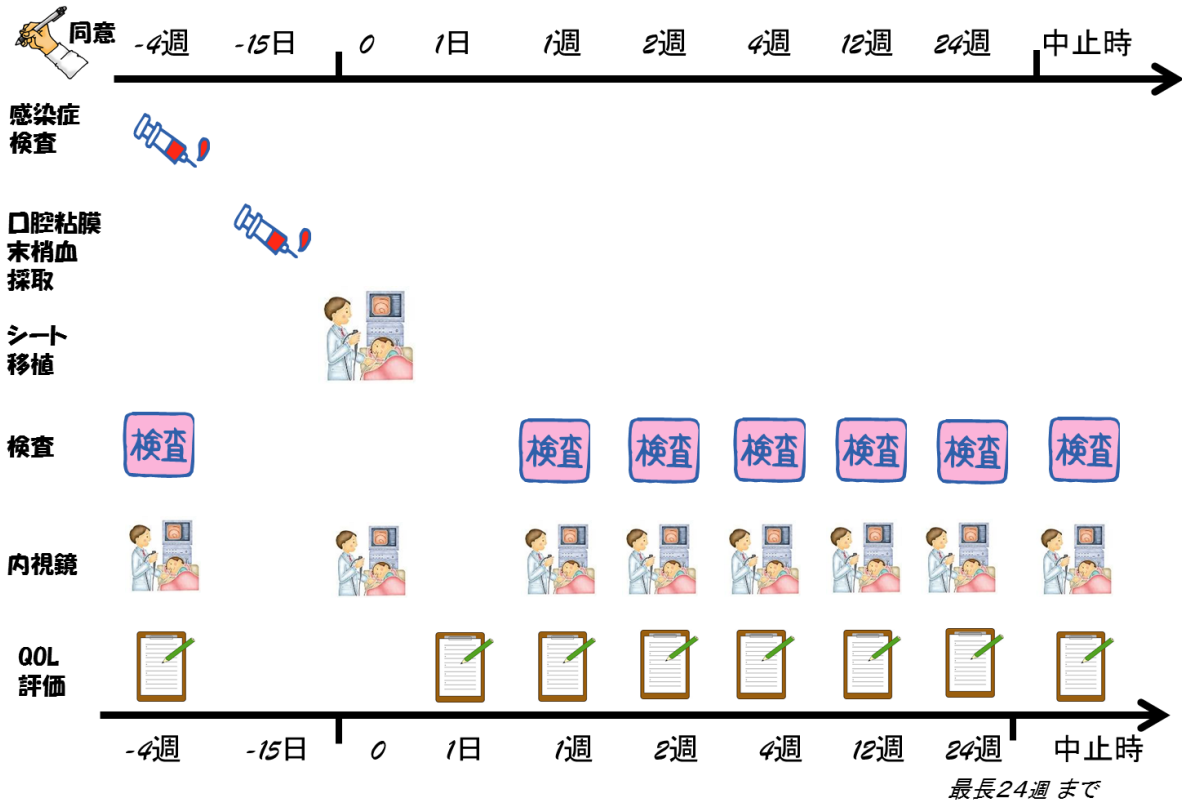 同意 -4週 -15日 0 1日 1週 2週 4週 12週 24週 中止時
感染症
検査
口腔粘膜
末梢血
採取
シート
移植
検査 検査 検査 検査 検査 検査 検査 検査
内視鏡
QOL
評価
-4週 -15日 0 1日 1週 2週 4週 12週 24週 中止時
最長24週 まで